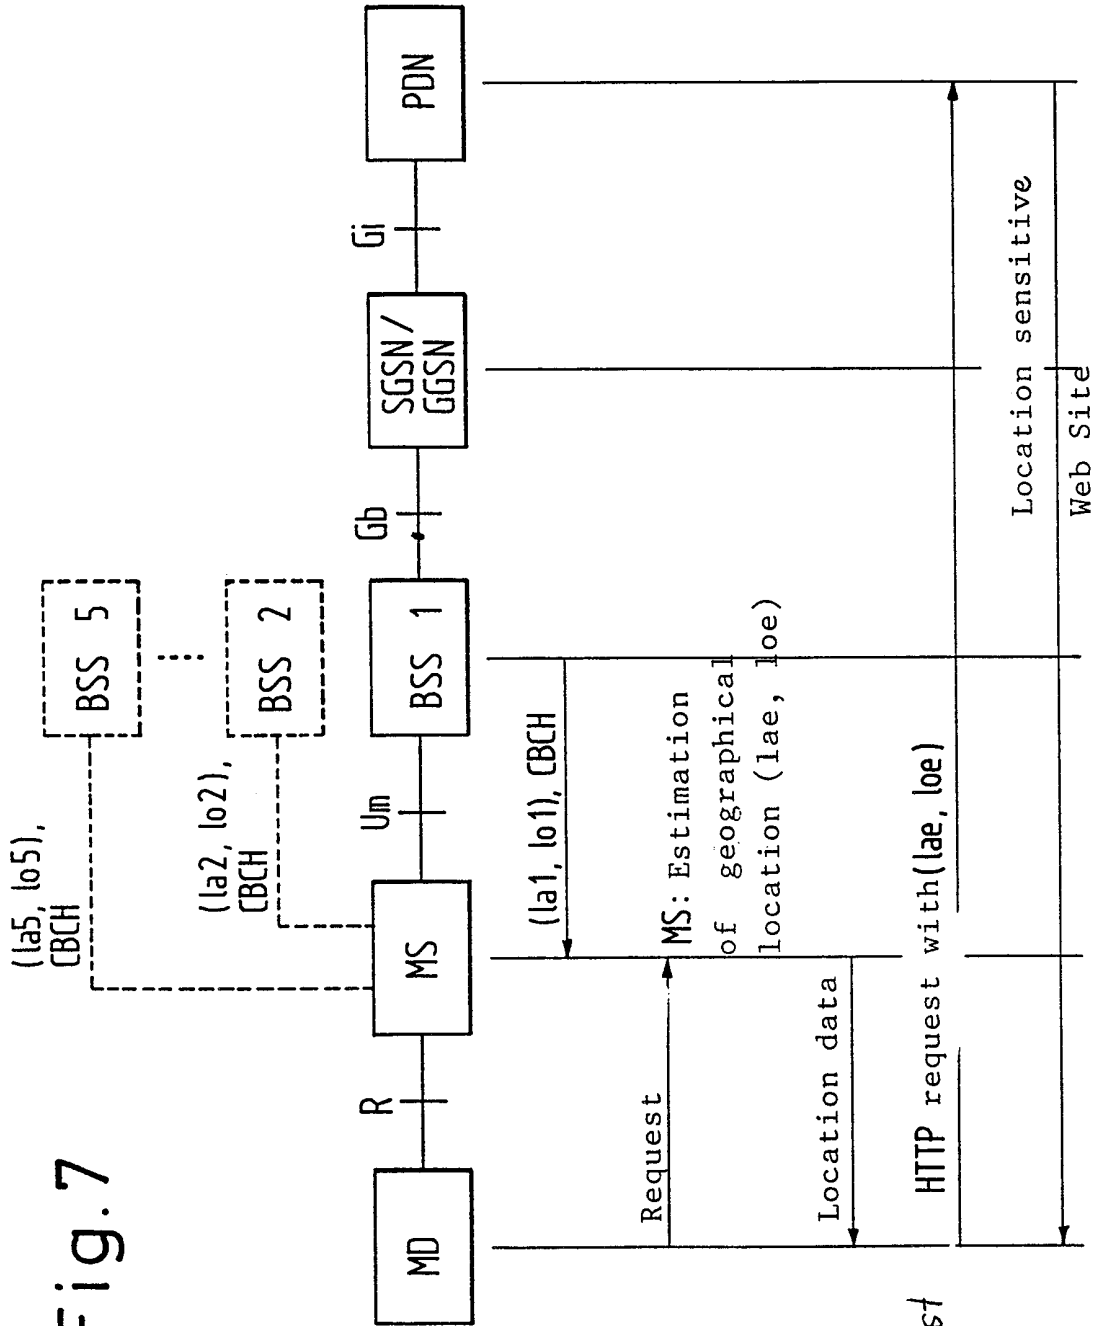 Fig.7
(la5, lo5),
CBCH
BSS 5
(la2, lo2),
CBCH
BSS 2
MD
R
MS
Um
BSS 1
Gb
SGSN/
GGSN
Gi
PDN
(la1, lo1), CBCH
Request
MS: Estimation
of geographical
location (lae, loe)
Location data
HTTP request with(lae, loe)
Location sensitive
Web Site
st